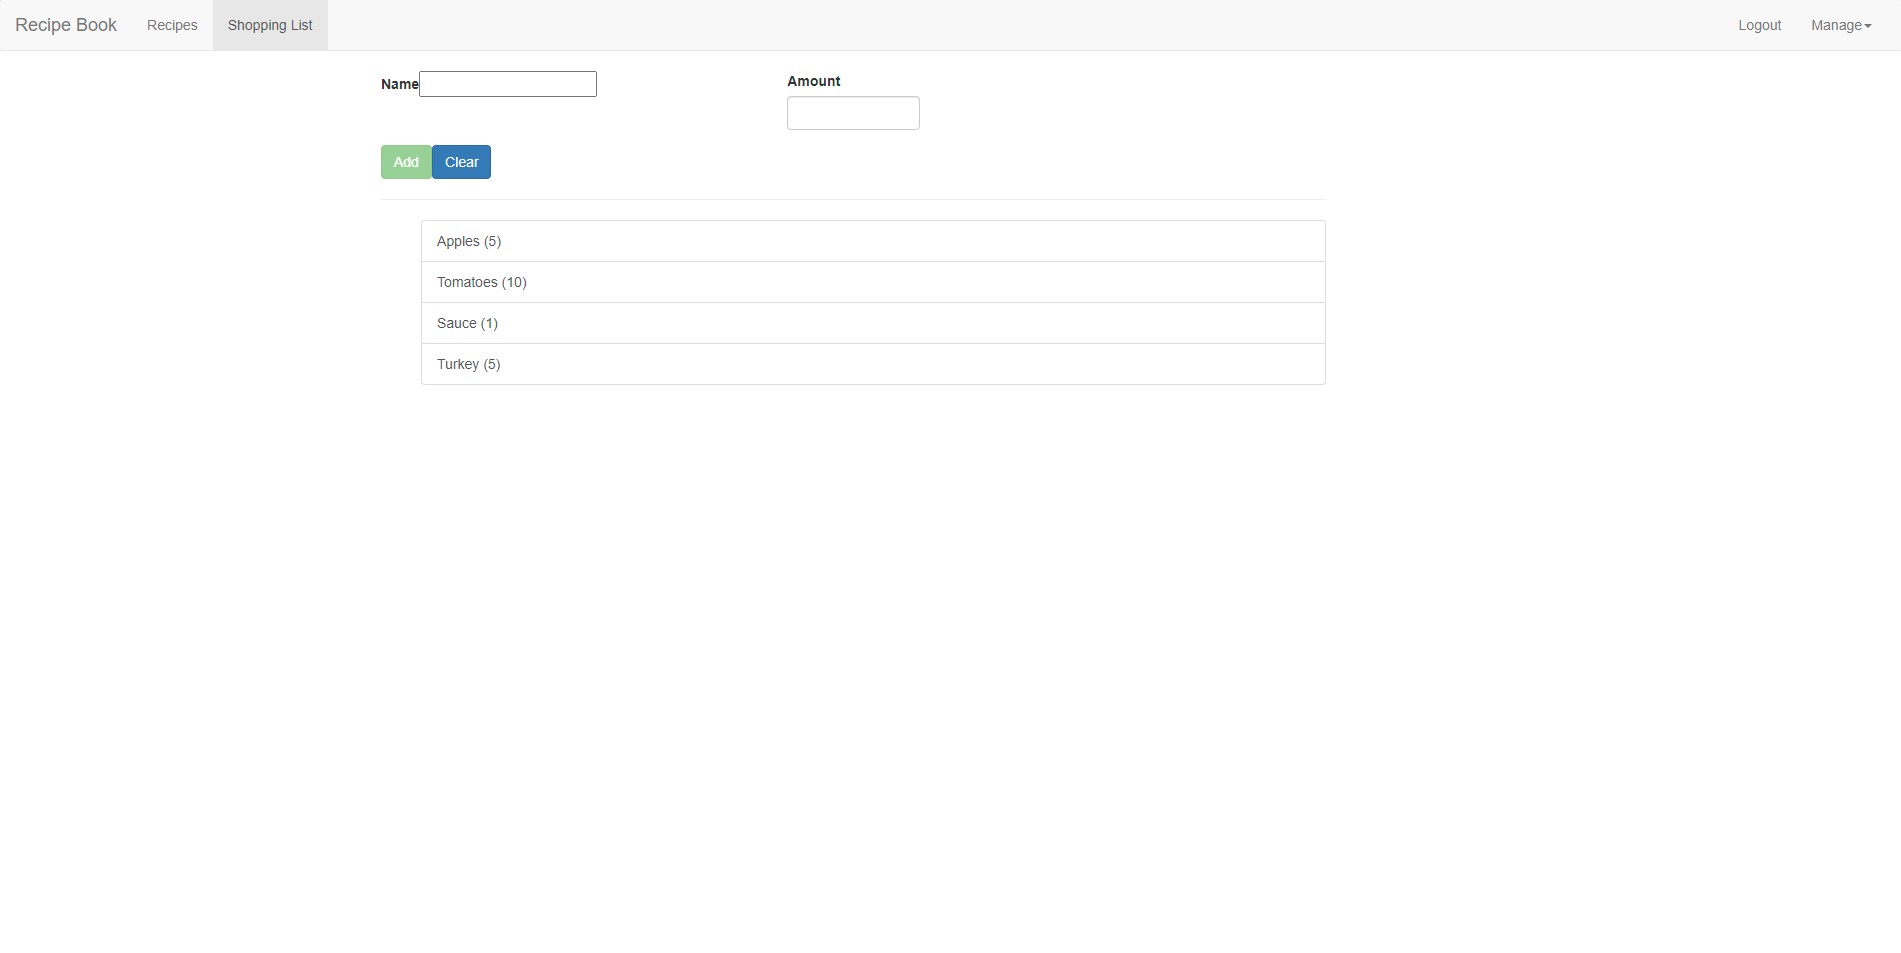 Recipe Book Recipes Shopping List Logout Manage
Name Amount
Add Clear
Apples (5)
Tomatoes (10)
Sauce (1)
Turkey (5)